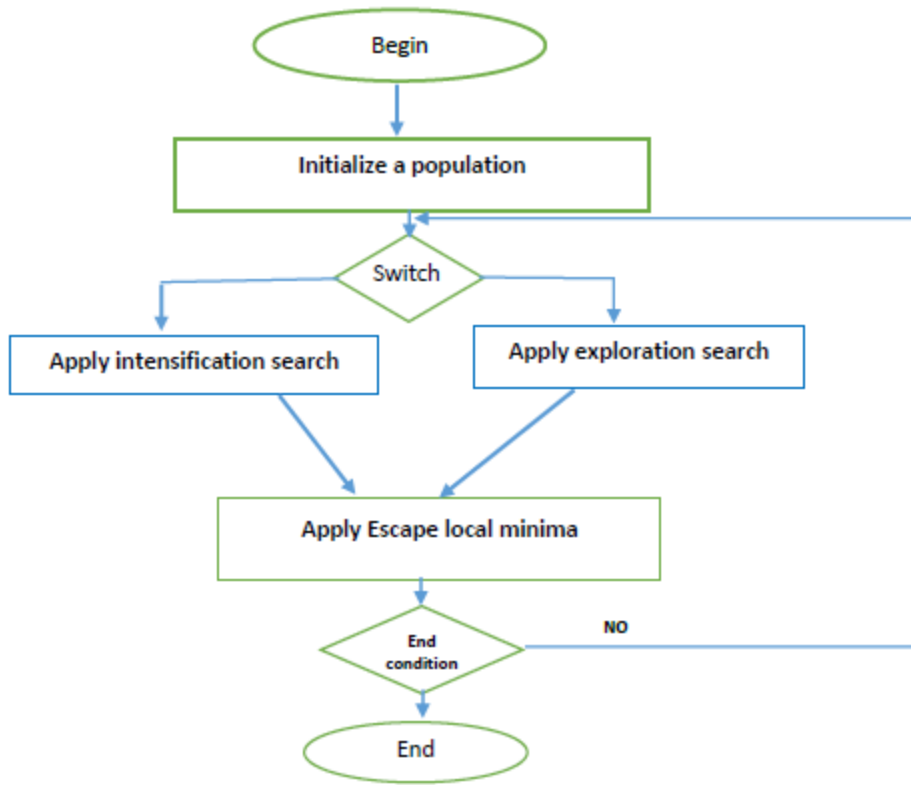 Begin
Initialize a population
Switch
Apply intensification search
Apply exploration search
Apply Escape local minima
End
condition
NO
End